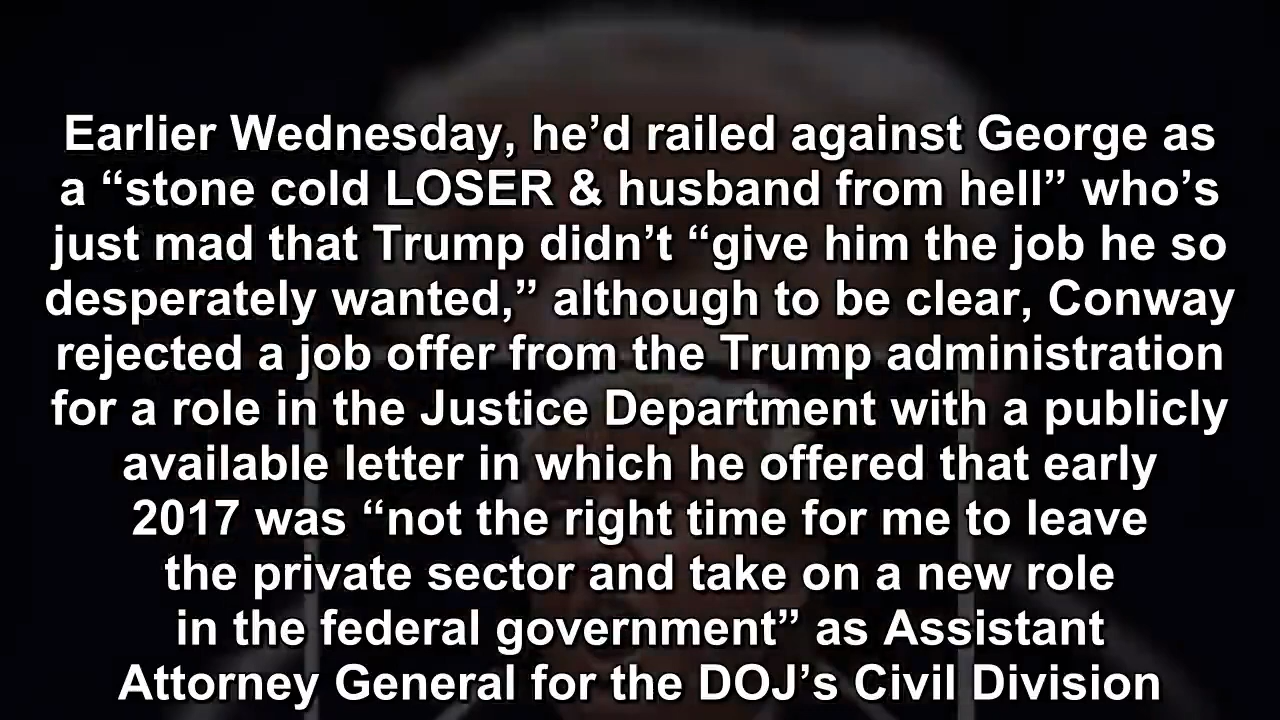 Earlier Wednesday, he’d railed against George as
a “stone cold LOSER & husband from hell” who’s
just mad that Trump didn’t “give him the job he so
desperately wanted,” although to be clear, Conway
rejected a job offer from the Trump administration
for a role in the Justice Department with a publicly
available letter in which he offered that early
2017 was “not the right time for me to leave
the private sector and take on a new role
in the federal government” as Assistant
Attorney General for the DOJ’s Civil Division